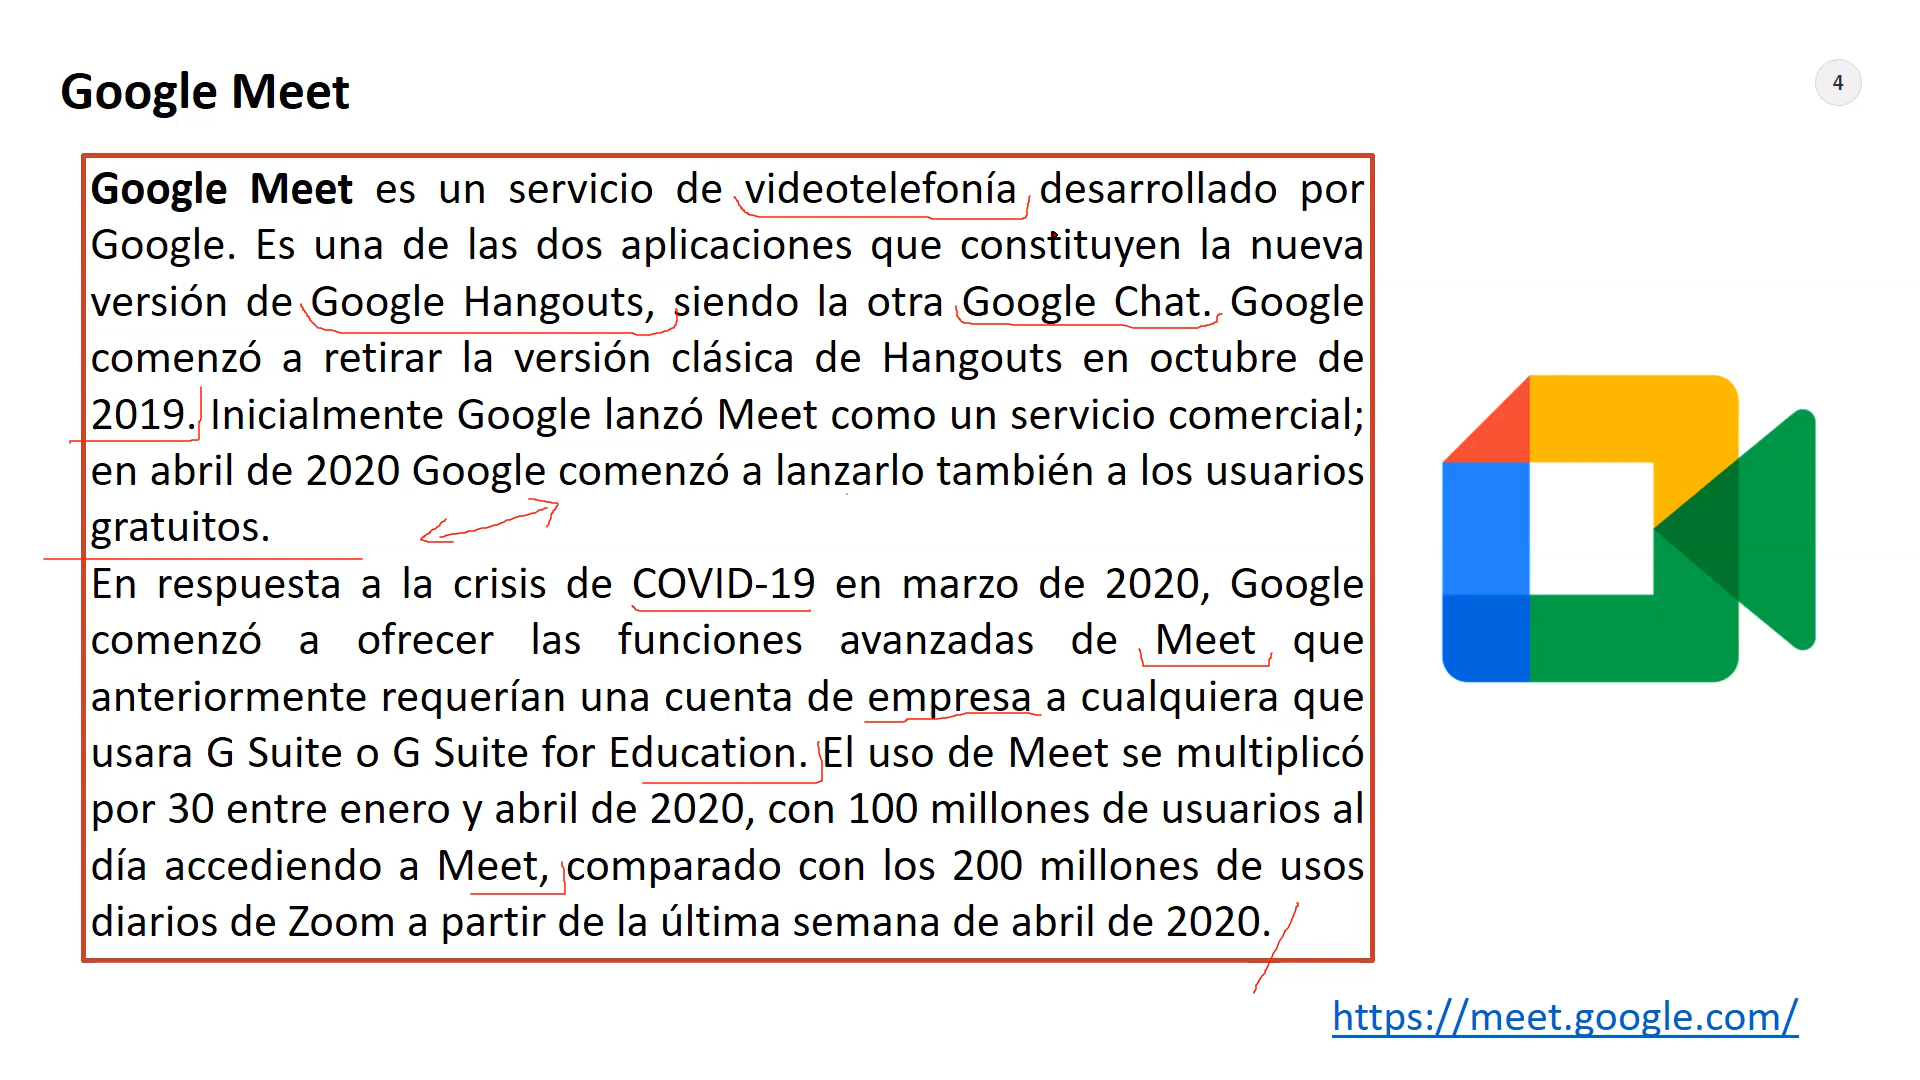 Google Meet
4
Google Meet es un servicio de videotelefonía desarrollado por
Google. Es una de las dos aplicaciones que constituyen la nueva
versión de Google Hangouts, siendo la otra Google Chat. Google
comenzó a retirar la versión clásica de Hangouts en octubre de
2019. Inicialmente Google lanzó Meet como un servicio comercial;
en abril de 2020 Google comenzó a lanzarlo también a los usuarios
gratuitos.
En respuesta a la crisis de COVID-19 en marzo de 2020, Google
comenzó a ofrecer las funciones avanzadas de Meet que
anteriormente requerían una cuenta de empresa a cualquiera que
usara G Suite o G Suite for Education. El uso de Meet se multiplicó
por 30 entre enero y abril de 2020, con 100 millones de usuarios al
día accediendo a Meet, comparado con los 200 millones de usos
diarios de Zoom a partir de la última semana de abril de 2020.
https://meet.google.com/